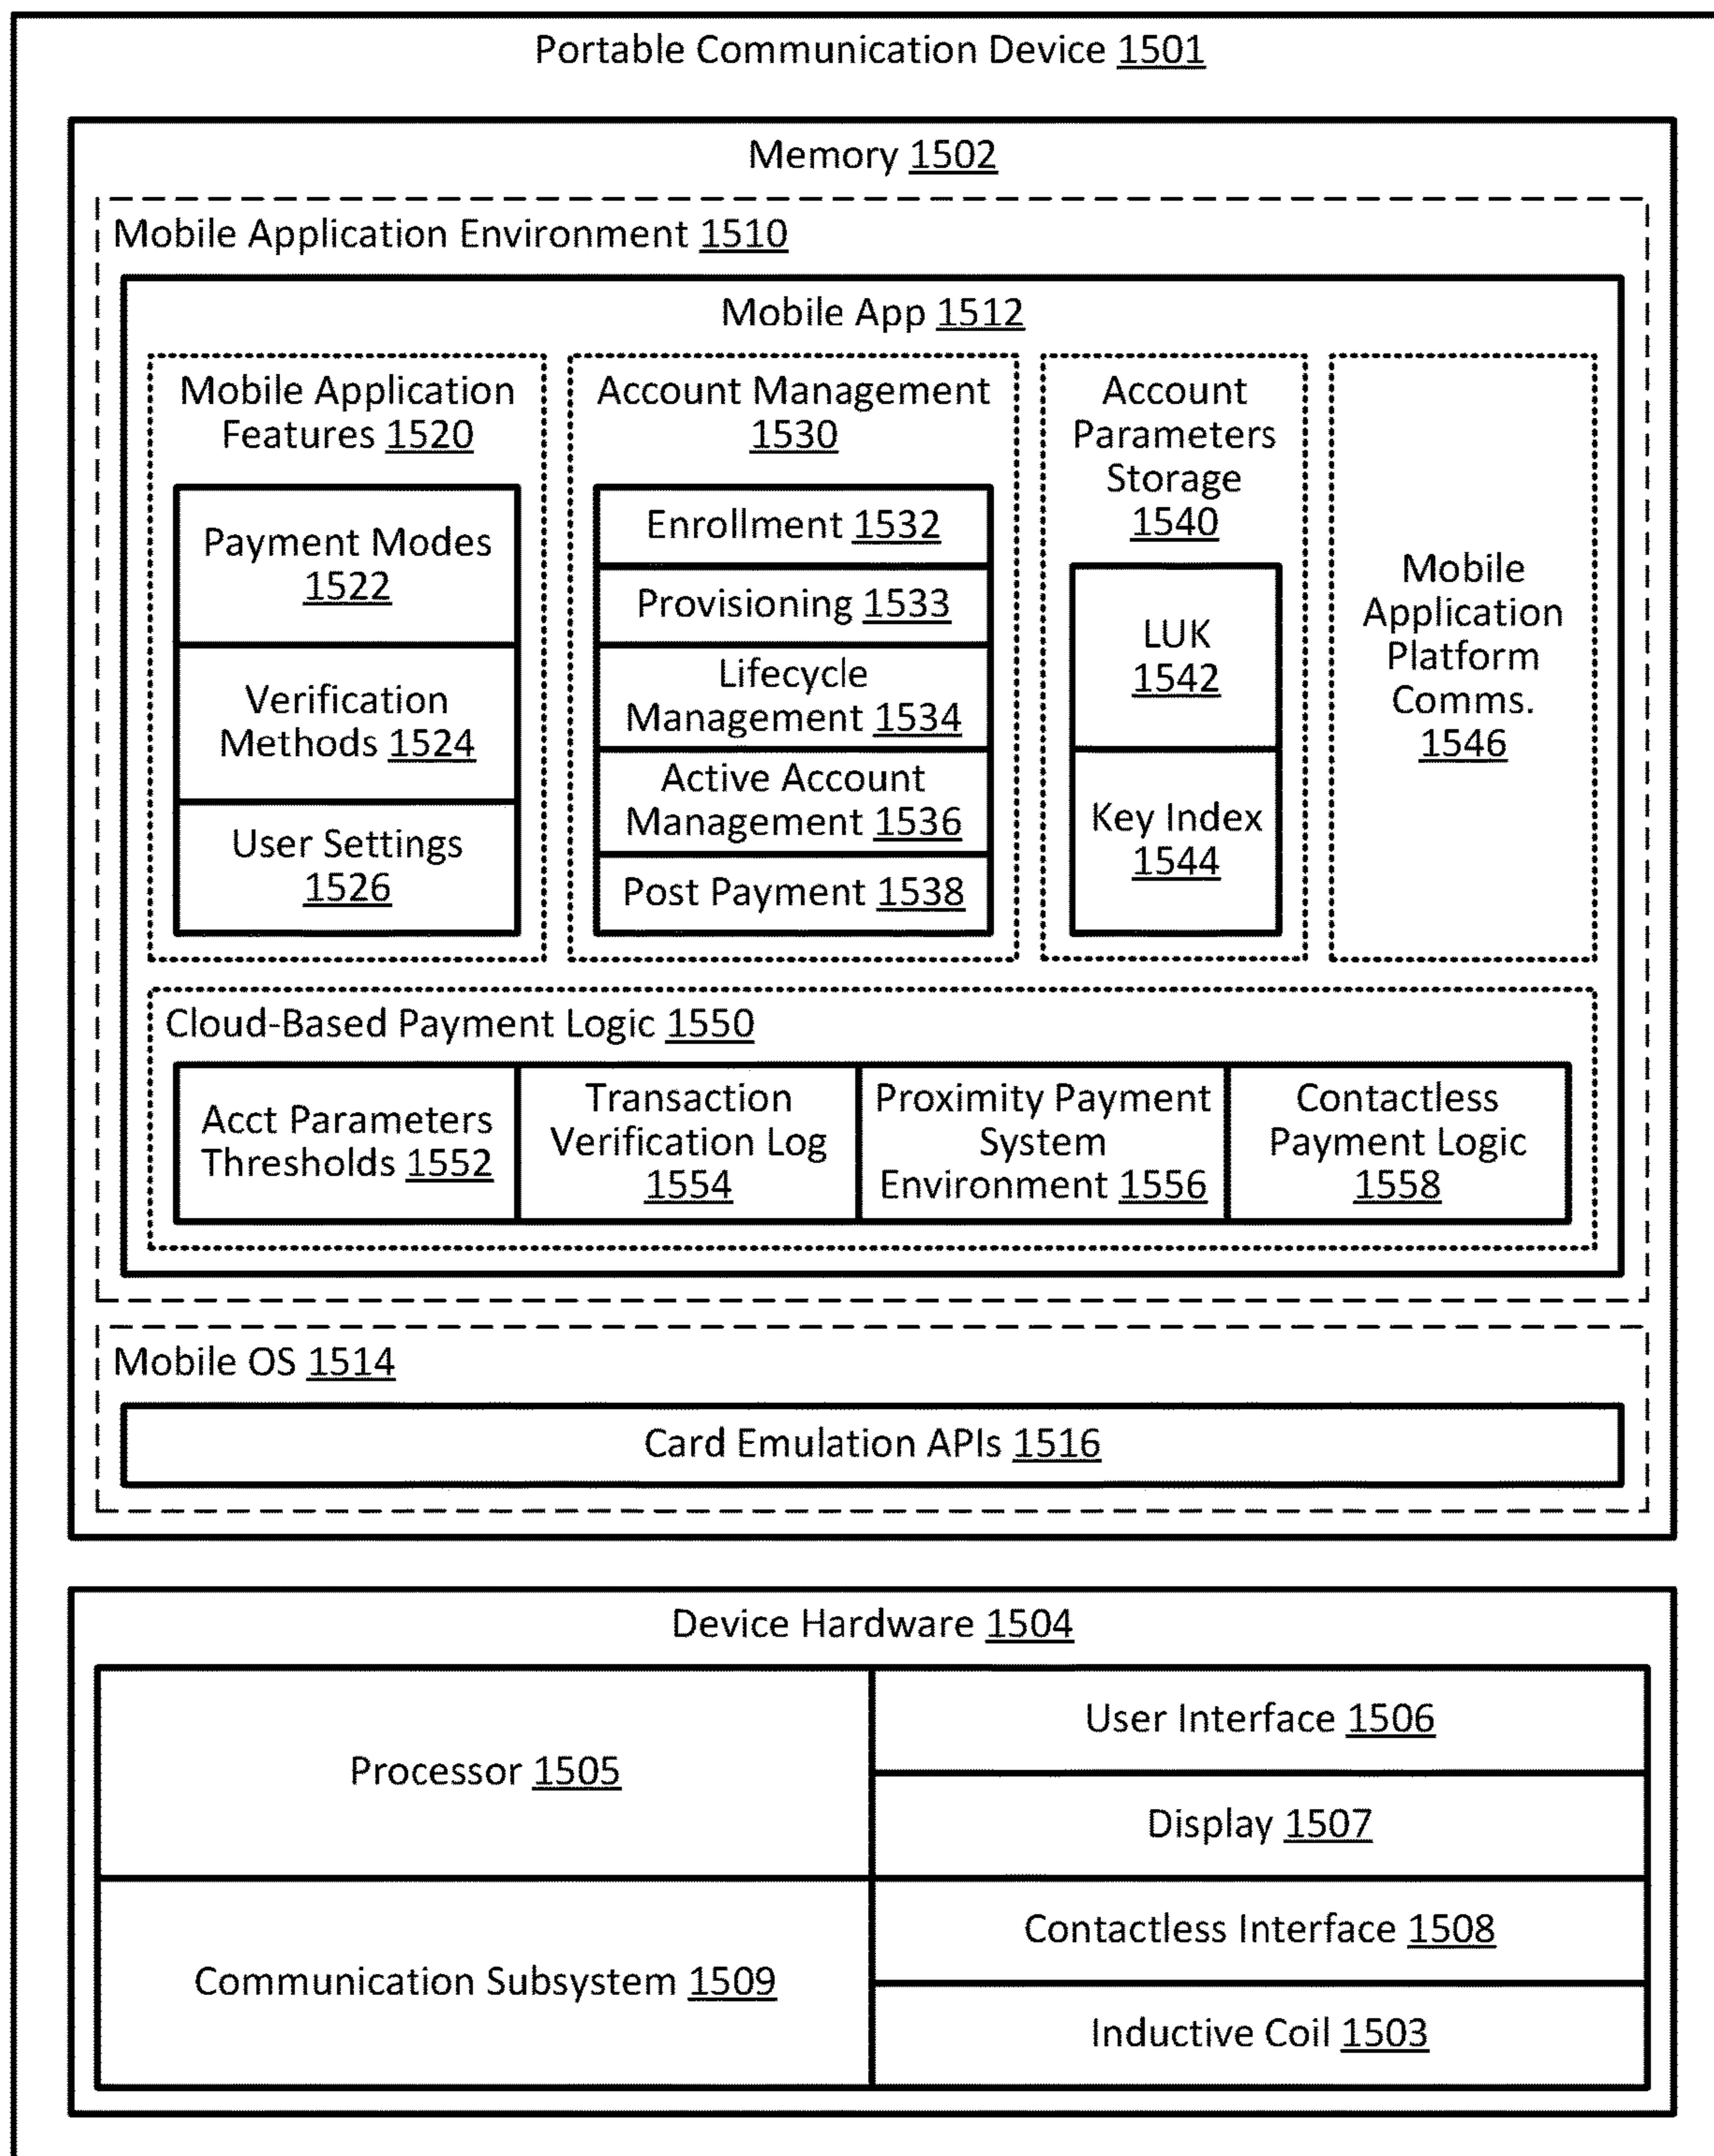 Portable Communication Device 1501
Memory 1502
Mobile Application Environment 1510
Mobile App 1512
Mobile Application
Features 1520
Payment Modes
1522
Verification
Methods 1524
User Settings
1526
Account Management
1530
Enrollment 1532
Provisioning 1533
Lifecycle
Management 1534
Active Account
Management 1536
Post Payment 1538
Account
Parameters
Storage
1540
LUK
1542
Key Index
1544
Mobile
Application
Platform
Comms.
1546
Cloud-Based Payment Logic 1550
Acct Parameters
Thresholds 1552
Transaction
Verification Log
1554
Proximity Payment
System
Environment 1556
Contactless
Payment Logic
1558
Mobile OS 1514
Card Emulation APIs 1516
Device Hardware 1504
Processor 1505
Communication Subsystem 1509
User Interface 1506
Display 1507
Contactless Interface 1508
Inductive Coil 1503